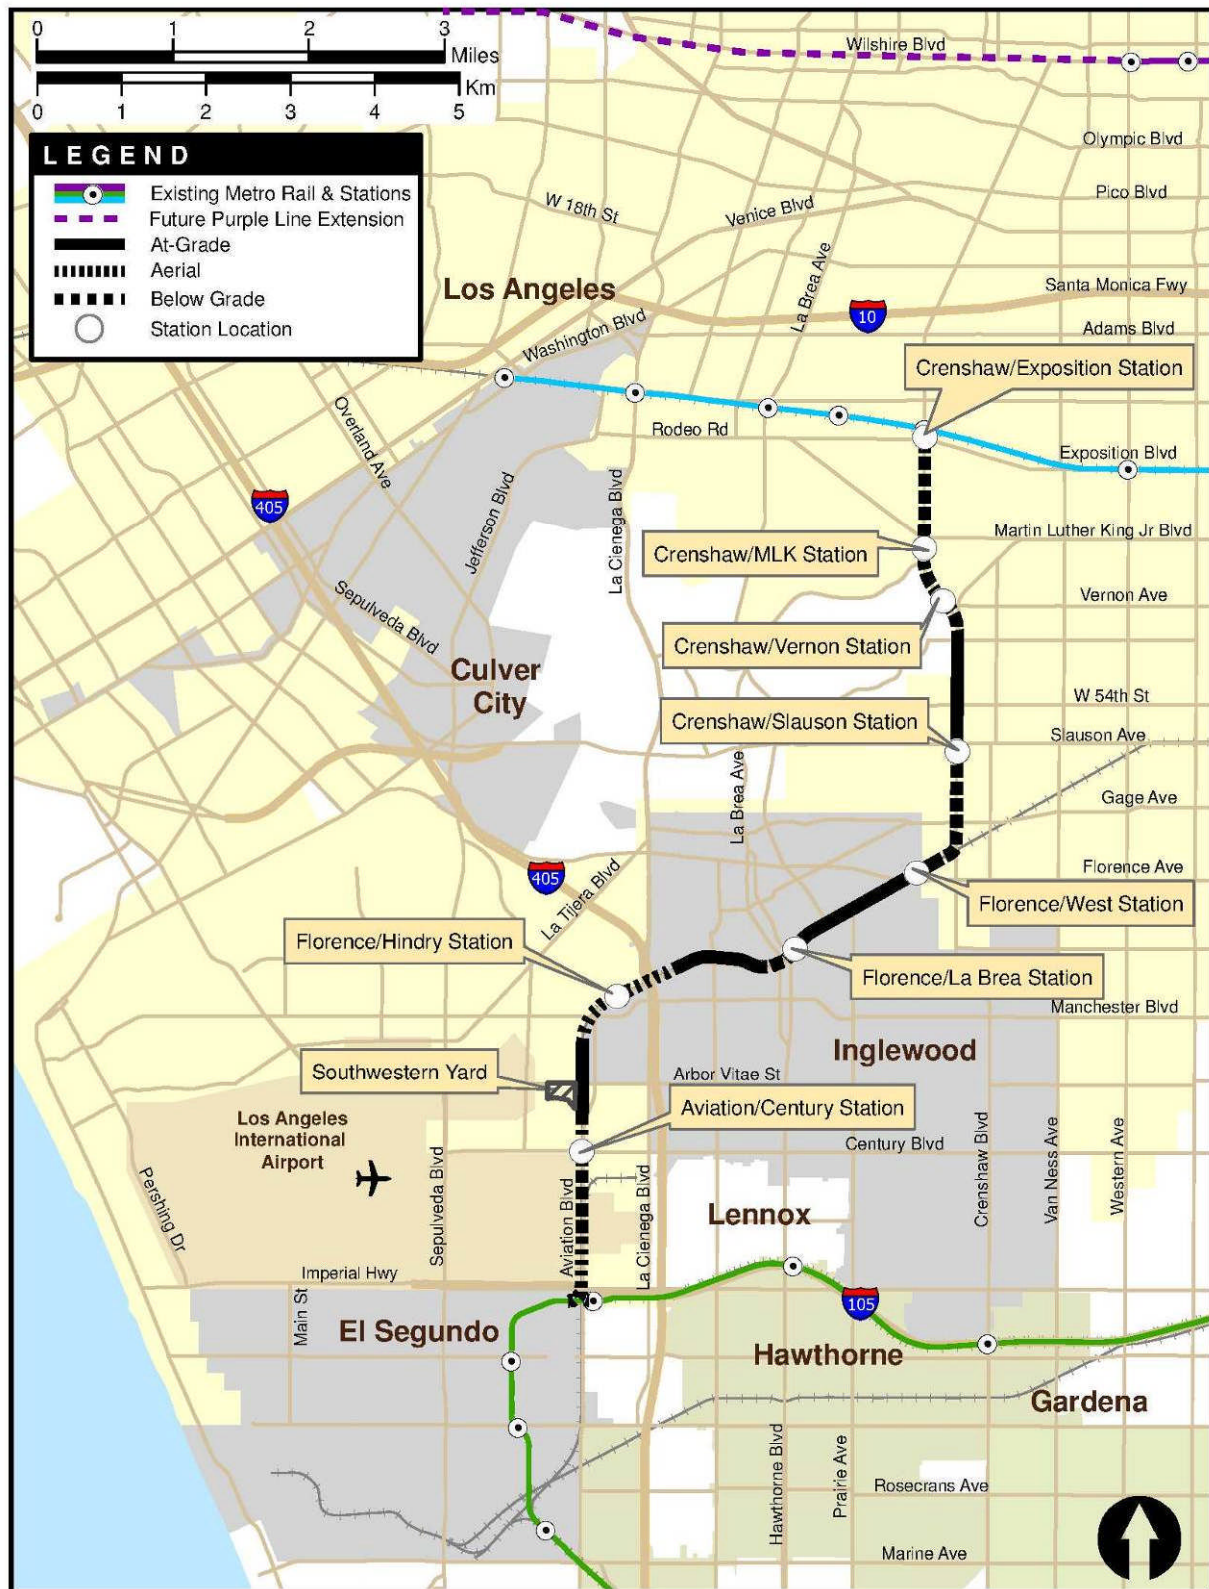 0 1 2 3
Miles
Km
0 1 2 3 4 5
LEGEND
Existing Metro Rail & Stations
Future Purple Line Extension
At-Grade
Aerial
Below Grade
Station Location
Wilshire Blvd
Olympic Blvd
Pico Blvd
W 18th St
Venice Blvd
La Brea Ave
Los Angeles
Santa Monica Fwy
10
Washington Blvd
Adams Blvd
Crenshaw/Exposition Station
Overland Ave
Rodeo Rd
Exposition Blvd
405
Jefferson Blvd
La Cienega Blvd
Martin Luther King Jr Blvd
Crenshaw/MLK Station
Sepulveda Blvd
Vernon Ave
Crenshaw/Vernon Station
Culver
City
W 54th St
Crenshaw/Slauson Station
Slauson Ave
La Brea Ave
Gage Ave
405
La Tijera Blvd
Florence Ave
Florence/West Station
Florence/Hindry Station
Florence/La Brea Station
Manchester Blvd
Inglewood
Southwestern Yard
Arbor Vitae St
Aviation/Century Station
Los Angeles
International
Airport
Century Blvd
Pershing Dr
Sepulveda Blvd
Aviation Blvd
La Cienega Blvd
Crenshaw Blvd
Van Ness Ave
Western Ave
Lennox
Imperial Hwy
Main St
105
El Segundo
Hawthorne
Gardena
Hawthorne Blvd
Prairie Ave
Rosecrans Ave
Marine Ave